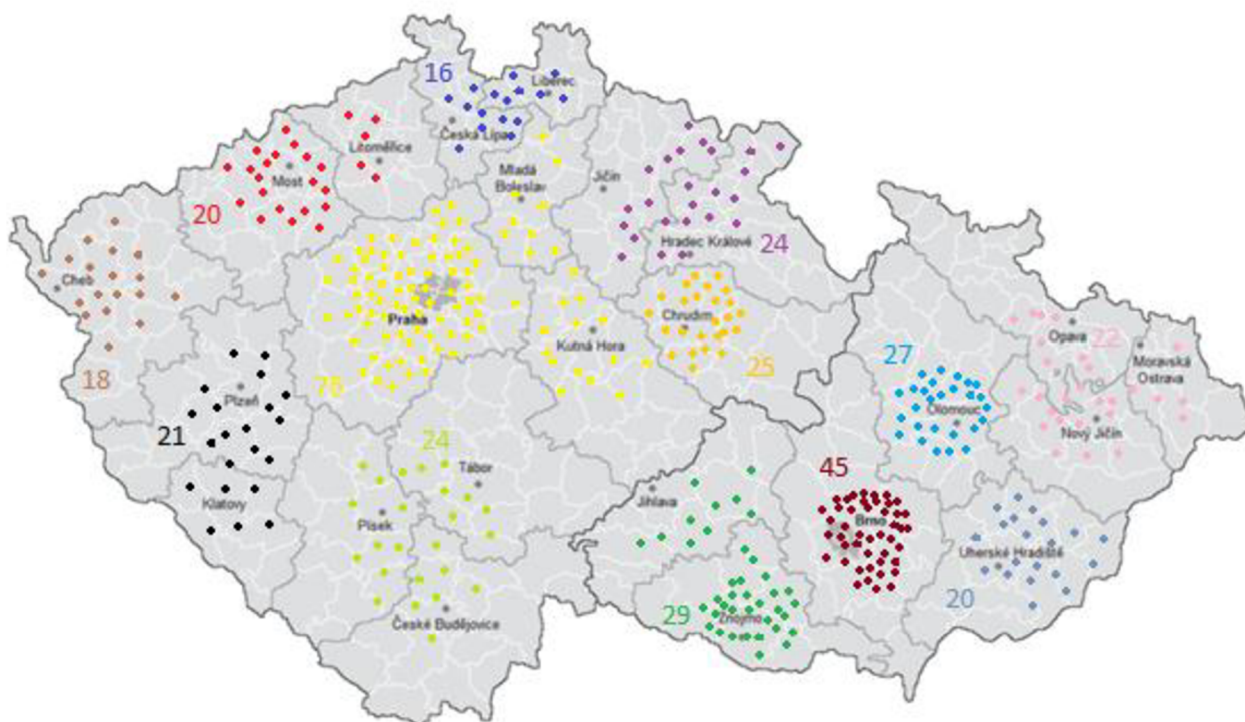 16
Liberec
Česká Lípa
Litoměřice
Most
Mladá
Boleslav
Jičín
20
Hradec Králové
24
Cheb
Praha
Chrudim
Kutná Hora
Opava
22
Moravská
Ostrava
27
18
78
25
Plzeň
Olomouc
Nový Jičín
21
24
Tábor
45
Klatovy
Jihlava
Písek
Brno
Uherské Hradiště
20
29
Znojmo
České Budějovice